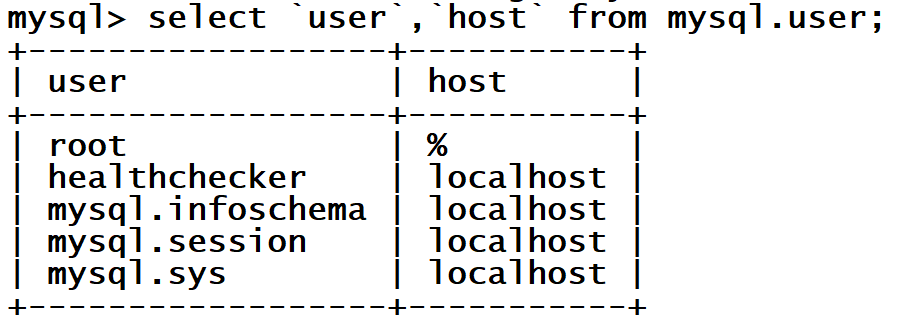 mysql> select `user`,`host` from mysql.user;
+------------------+-----------+
| user             | host      |
+------------------+-----------+
| root             | %         |
| healthchecker    | localhost |
| mysql.infoschema | localhost |
| mysql.session    | localhost |
| mysql.sys        | localhost |
+------------------+-----------+